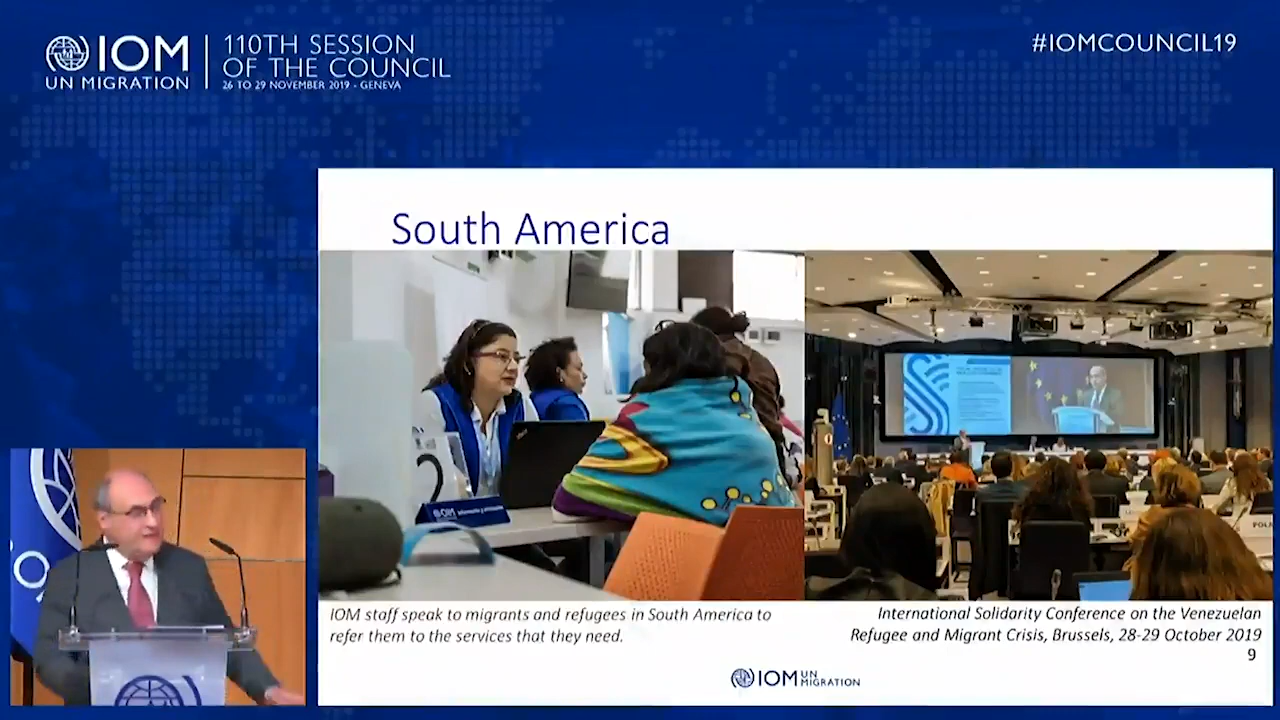 IOM
UN MIGRATION
110TH SESSION
OF THE COUNCIL
26 TO 29 NOVEMBER 2019 - GENEVA
#IOMCOUNCIL19
South America
IOM
IOM staff speak to migrants and refugees in South America to
refer them to the services that they need.
International Solidarity Conference on the Venezuelan
Refugee and Migrant Crisis, Brussels, 28-29 October 2019
9
IOM UN
MIGRATION